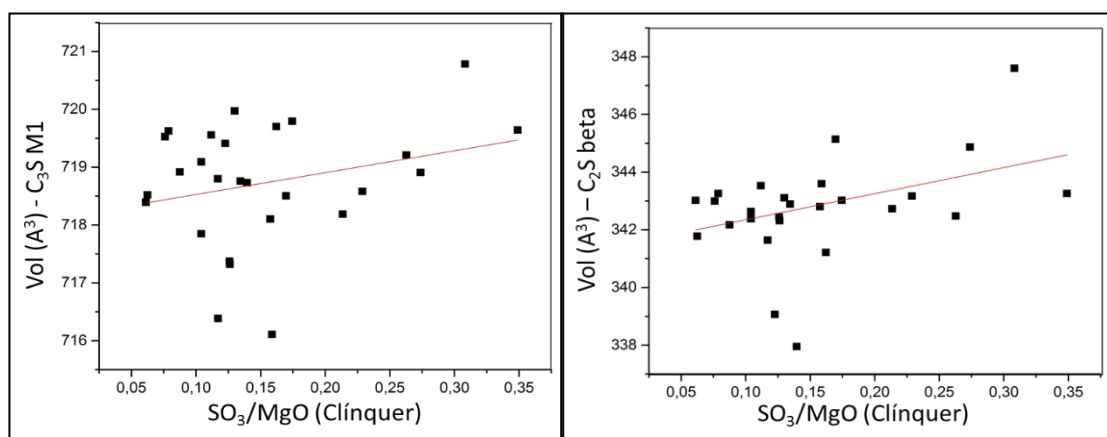 721
720
719
718
717
716
Vol (A³) - C₃S M1
0,05 0,10 0,15 0,20 0,25 0,30 0,35
SO₃/MgO (Clínquer)
348
346
344
342
340
338
Vol (A³) – C₂S beta
0,05 0,10 0,15 0,20 0,25 0,30 0,35
SO₃/MgO (Clínquer)